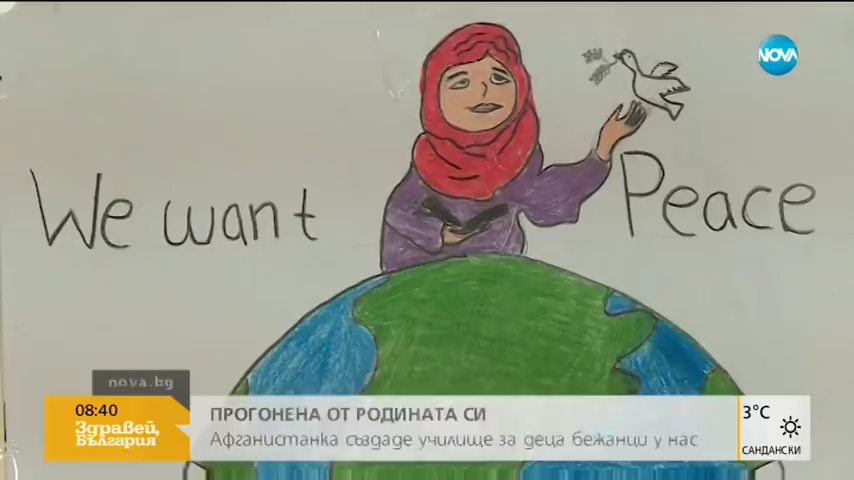 NOVA
We want Peace
nova.bg
08:40
Здравей,
България
ПРОГОНЕНА ОТ РОДИНАТА СИ
Афганистанка създаде училище за деца бежанци у нас
3°C
САНДАНСКИ